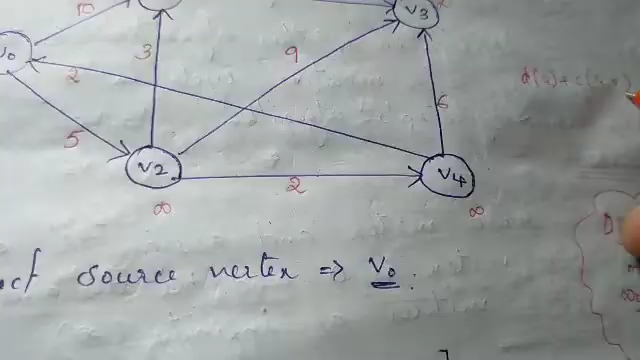 10
V3
V0
3
9
2
d(u) + c(u,v)
6
5
V2
2
V4
∞
∞
D
source vertex ⇒ V0.